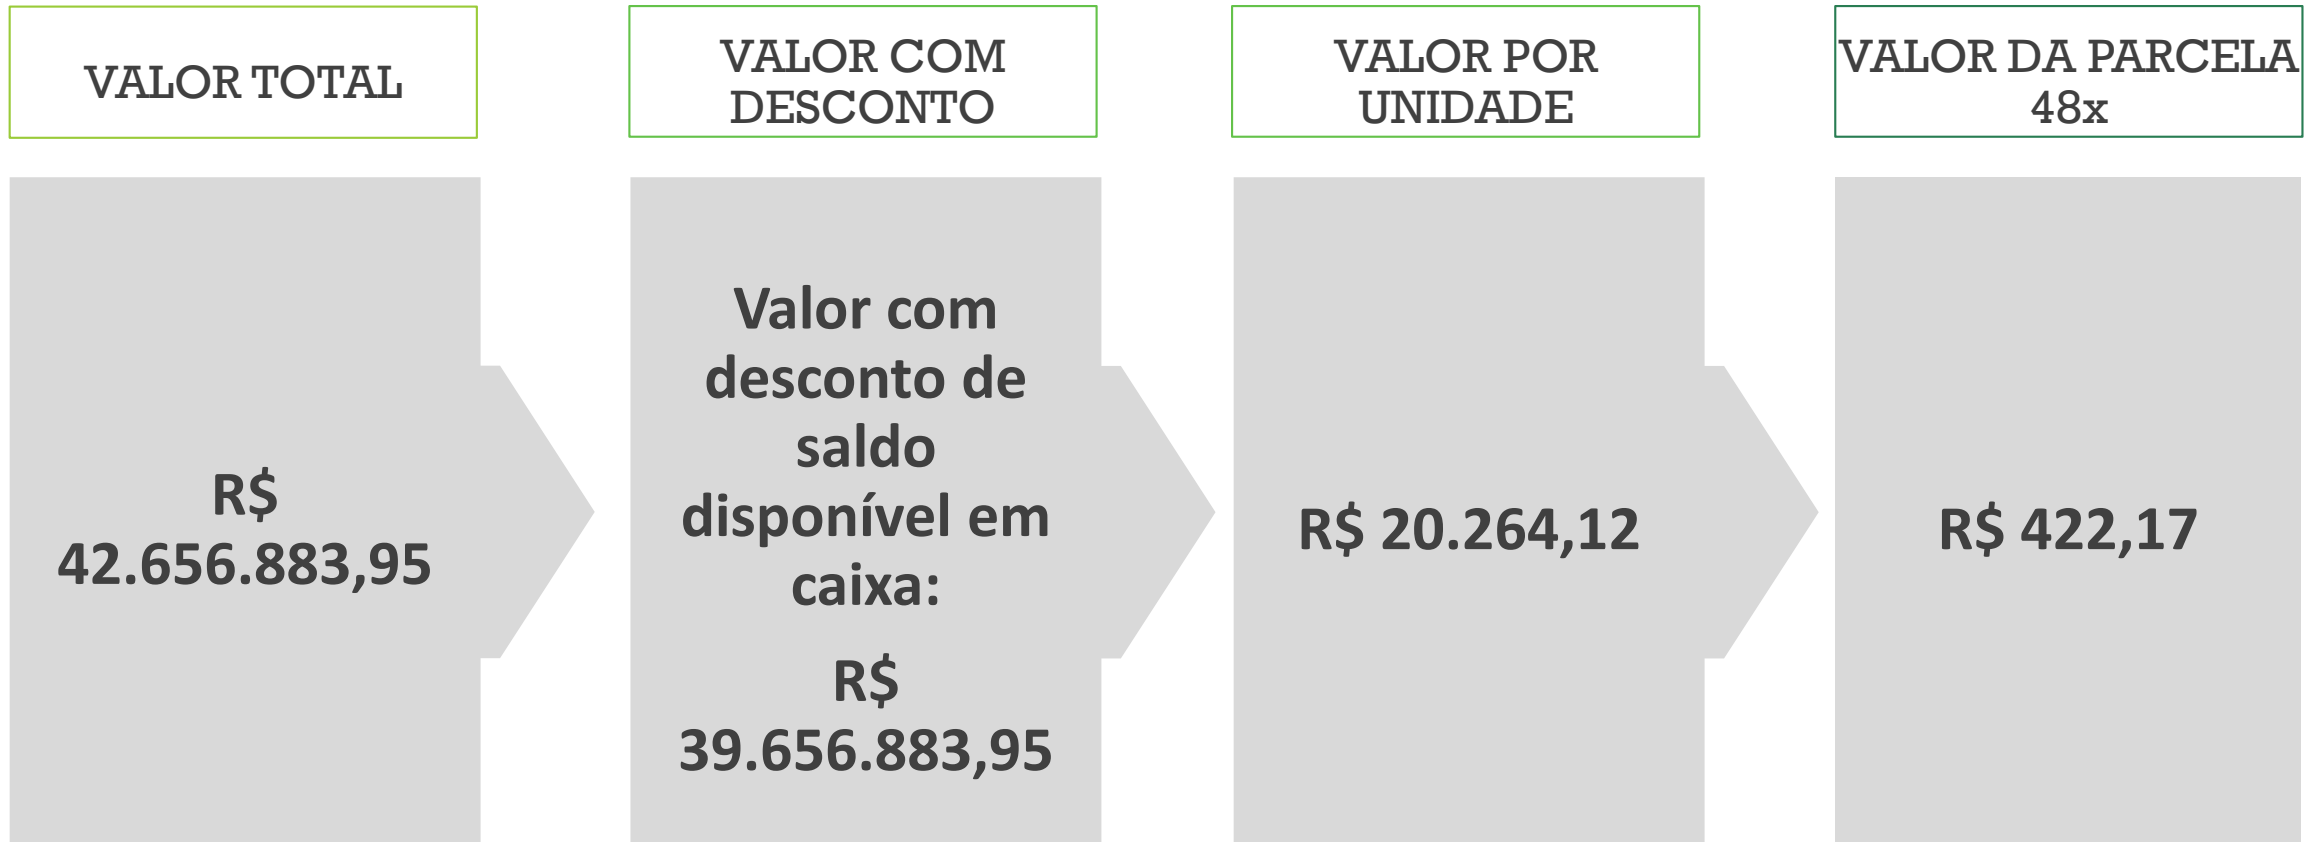 VALOR TOTAL
VALOR COM
DESCONTO
VALOR POR
UNIDADE
VALOR DA PARCELA
48x
R$
42.656.883,95
Valor com
desconto de
saldo
disponível em
caixa:
R$
39.656.883,95
R$ 20.264,12
R$ 422,17